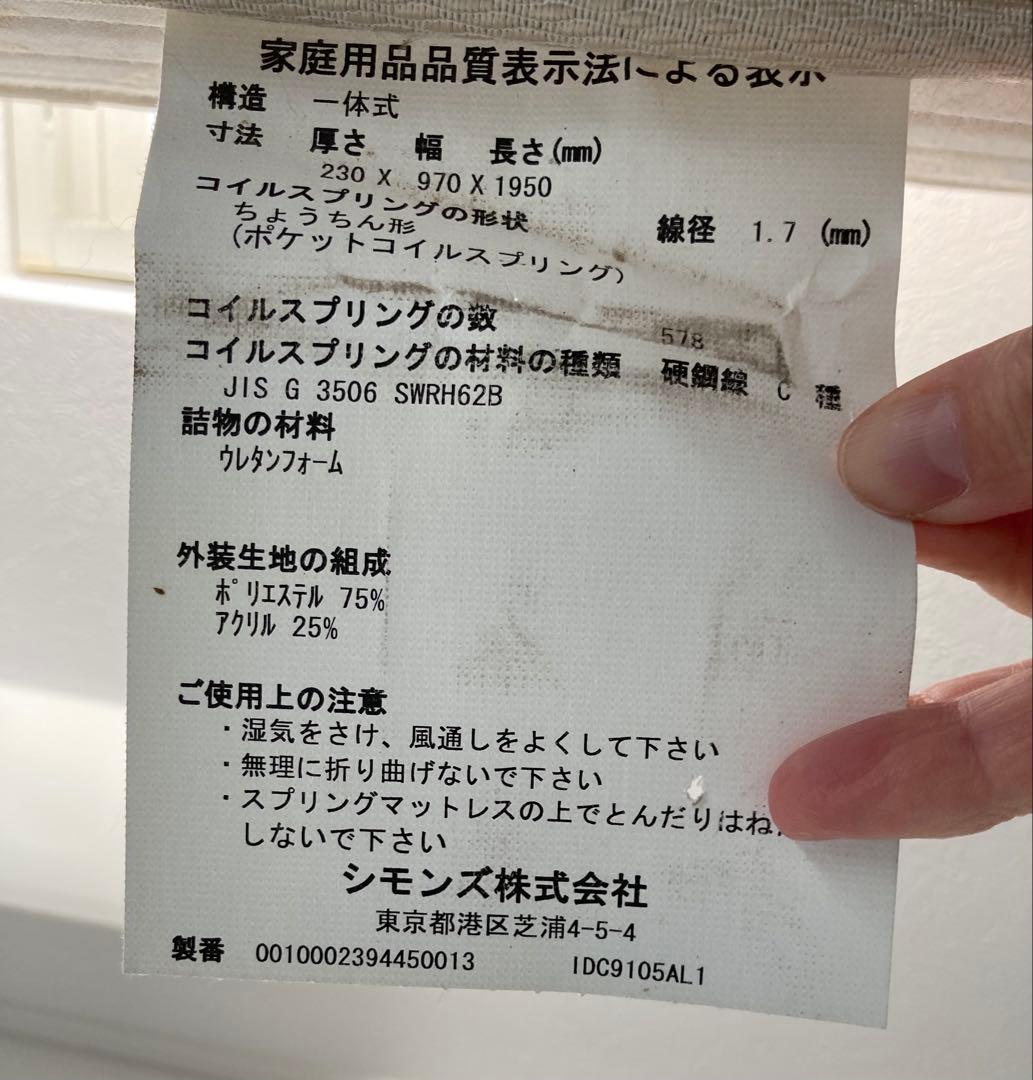 家庭用品品質表示法による表示
構造 一体式
寸法 厚さ 幅 長さ(mm)
230 X 970 X 1950
コイルスプリングの形状
ちょうちん形 線径 1.7 (mm)
(ポケットコイルスプリング)
コイルスプリングの数 578
コイルスプリングの材料の種類 硬鋼線 C 種
JIS G 3506 SWRH62B
詰物の材料
ウレタンフォーム
外装生地の組成
ポリエステル 75%
アクリル 25%
ご使用上の注意
・湿気をさけ、風通しをよくして下さい
・無理に折り曲げないで下さい
・スプリングマットレスの上でとんだりはね
しないで下さい
シモンズ株式会社
東京都港区芝浦4-5-4
製番 0010002394450013 IDC9105AL1